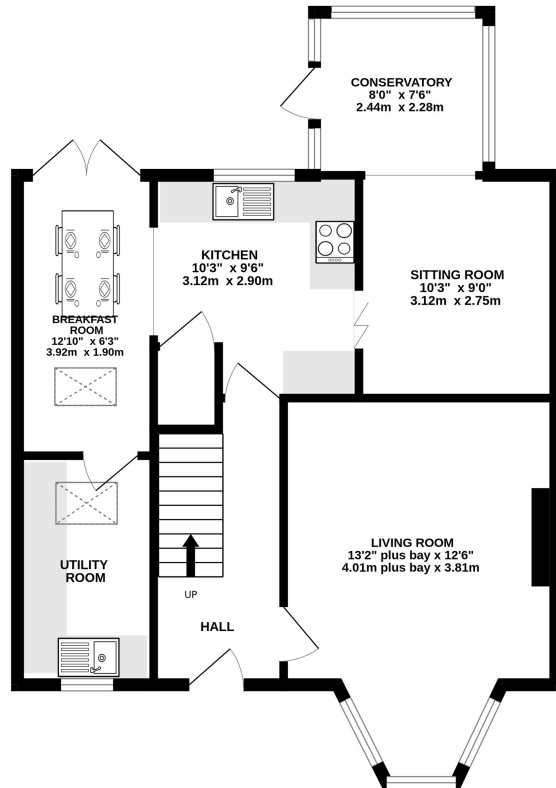 CONSERVATORY
8'0" x 7'6"
2.44m x 2.28m
KITCHEN
10'3" x 9'6"
3.12m x 2.90m
SITTING ROOM
10'3" x 9'0"
3.12m x 2.75m
BREAKFAST
ROOM
12'10" x 6'3"
3.92m x 1.90m
LIVING ROOM
13'2" plus bay x 12'6"
4.01m plus bay x 3.81m
UTILITY
ROOM
UP
HALL